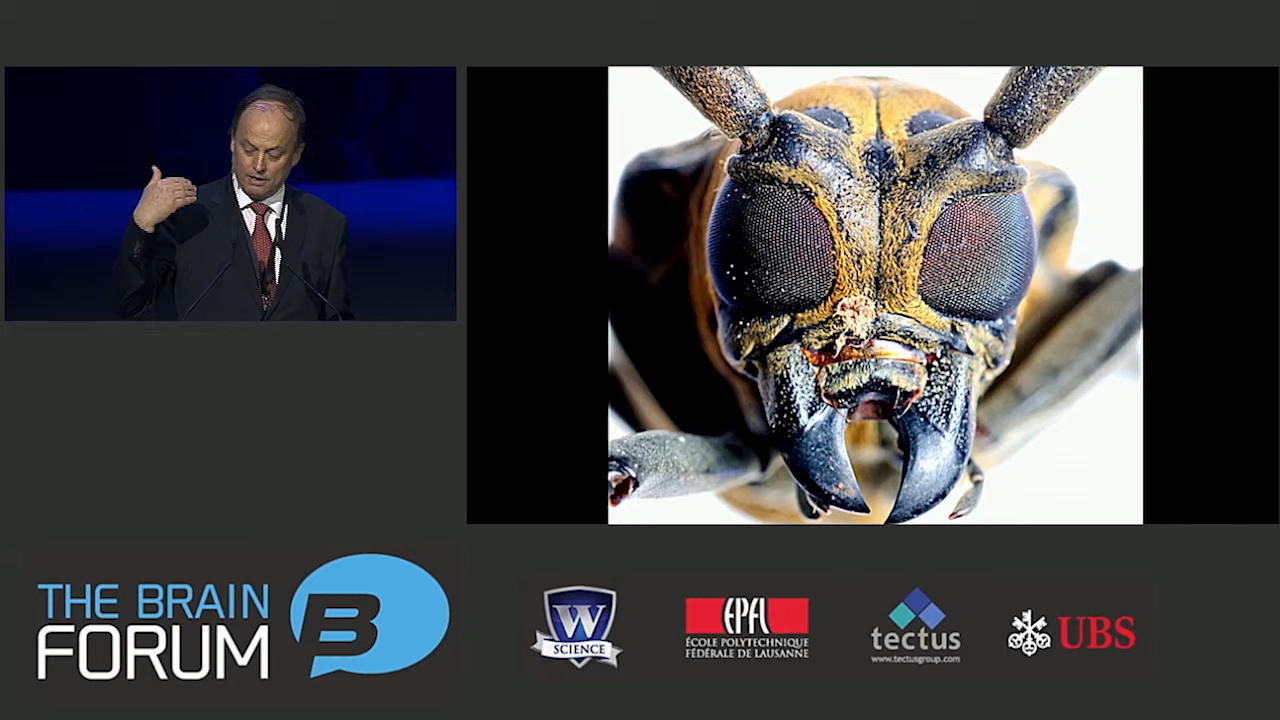 THE BRAIN
FORUM
B
W
SCIENCE
EPFL
ÉCOLE POLYTECHNIQUE
FÉDÉRALE DE LAUSANNE
tectus
www.tectusgroup.com
UBS